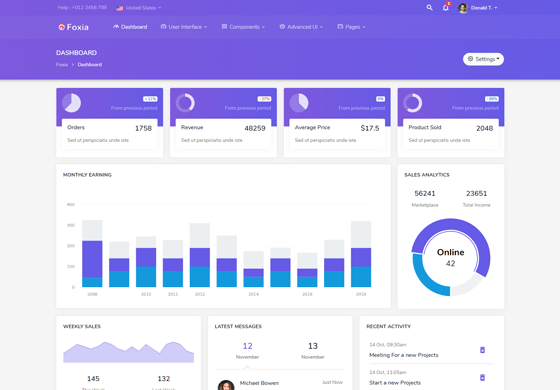 Help : +012 3456 789
United States
Donald T.
Foxia
Dashboard
User Interface
Components
Advanced UI
Pages
DASHBOARD
Foxia > Dashboard
Settings
From previous period
From previous period
0%
From previous period
From previous period
Orders 1758
Sed ut perspiciatis unde iste
Revenue 48259
Sed ut perspiciatis unde iste
Average Price $17.5
Sed ut perspiciatis unde iste
Product Sold 2048
Sed ut perspiciatis unde iste
MONTHLY EARNING
400
300
200
100
0
2008 2010 2011 2012 2014 2016 2018
SALES ANALYTICS
56241 23651
Marketplace Total Income
Online
42
WEEKLY SALES
145 132
LATEST MESSAGES
12 13
November November
Michael Bowen Just Now
RECENT ACTIVITY
14 Oct, 09:30am
Meeting For a new Projects
14 Oct, 11:05am
Start a new Projects